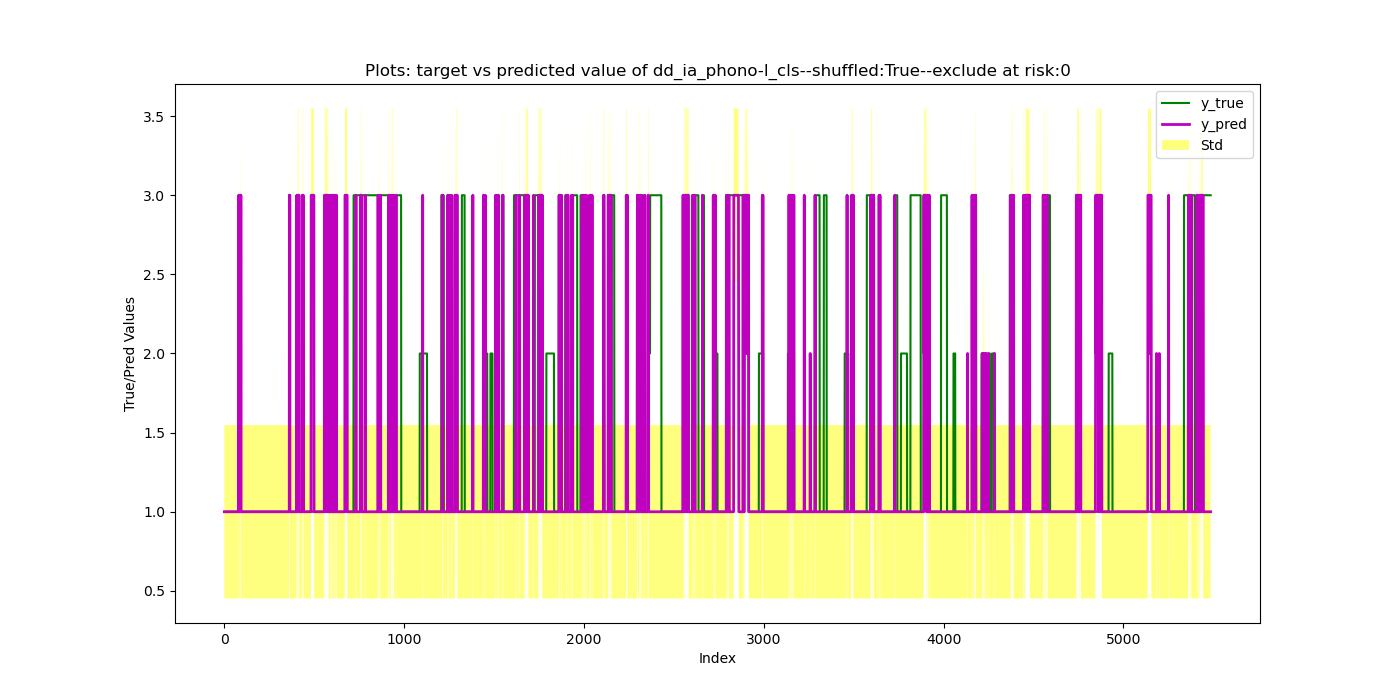 Plots: target vs predicted value of dd_ia_phono-l_cls--shuffled:True--exclude at risk:0
y_true
y_pred
Std
True/Pred Values
3.5
3.0
2.5
2.0
1.5
1.0
0.5
0 1000 2000 3000 4000 5000
Index